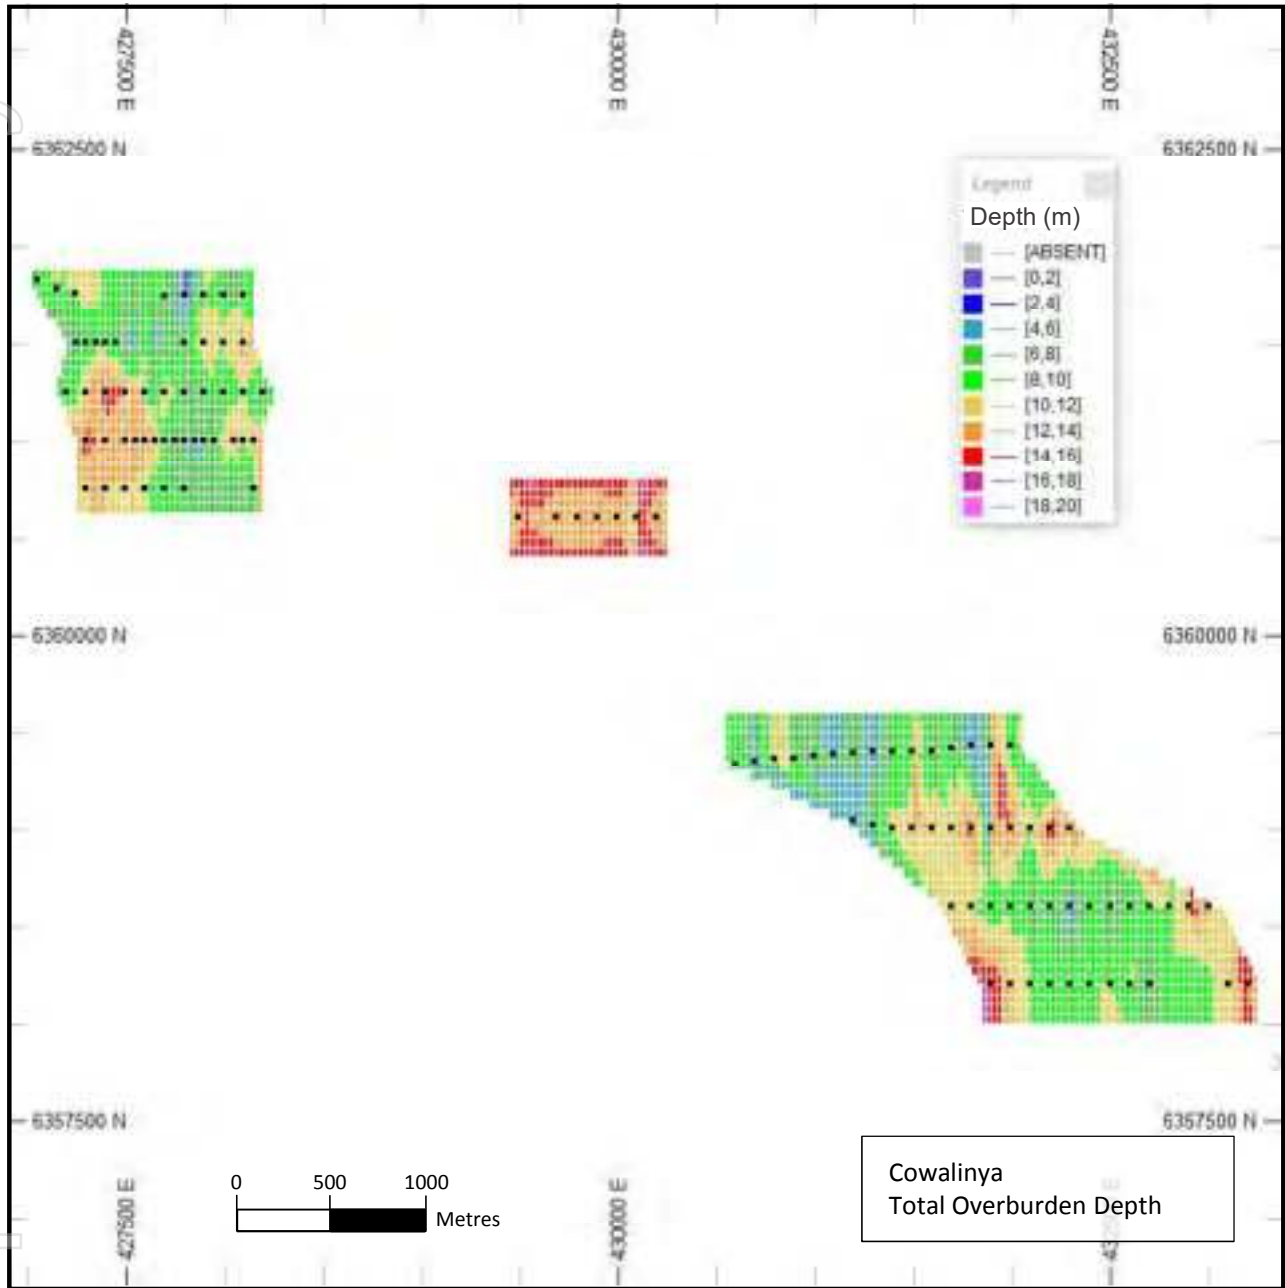 427500 E
430000 E
432500 E
6362500 N
6362500 N
Legend
Depth (m)
[ABSENT]
[0,2]
[2,4]
[4,6]
[6,8]
[8,10]
[10,12]
[12,14]
[14,16]
[16,18]
[18,20]
6360000 N
6360000 N
6357500 N
6357500 N
0 500 1000
Metres
Cowalinya
Total Overburden Depth
427500 E
430000 E